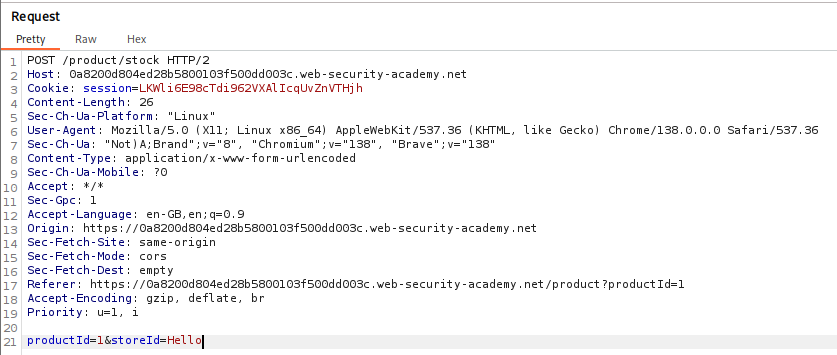 Request
Pretty Raw Hex
1 POST /product/stock HTTP/2
2 Host: 0a8200d804ed28b5800103f500dd003c.web-security-academy.net
3 Cookie: session=LKWli6E98cTdi962VXAlIcqUvZnVTHjh
4 Content-Length: 26
5 Sec-Ch-Ua-Platform: "Linux"
6 User-Agent: Mozilla/5.0 (X11; Linux x86_64) AppleWebKit/537.36 (KHTML, like Gecko) Chrome/138.0.0.0 Safari/537.36
7 Sec-Ch-Ua: "Not)A;Brand";v="8", "Chromium";v="138", "Brave";v="138"
8 Content-Type: application/x-www-form-urlencoded
9 Sec-Ch-Ua-Mobile: ?0
10 Accept: */*
11 Sec-Gpc: 1
12 Accept-Language: en-GB,en;q=0.9
13 Origin: https://0a8200d804ed28b5800103f500dd003c.web-security-academy.net
14 Sec-Fetch-Site: same-origin
15 Sec-Fetch-Mode: cors
16 Sec-Fetch-Dest: empty
17 Referer: https://0a8200d804ed28b5800103f500dd003c.web-security-academy.net/product?productId=1
18 Accept-Encoding: gzip, deflate, br
19 Priority: u=1, i
20
21 productId=1&storeId=Hello